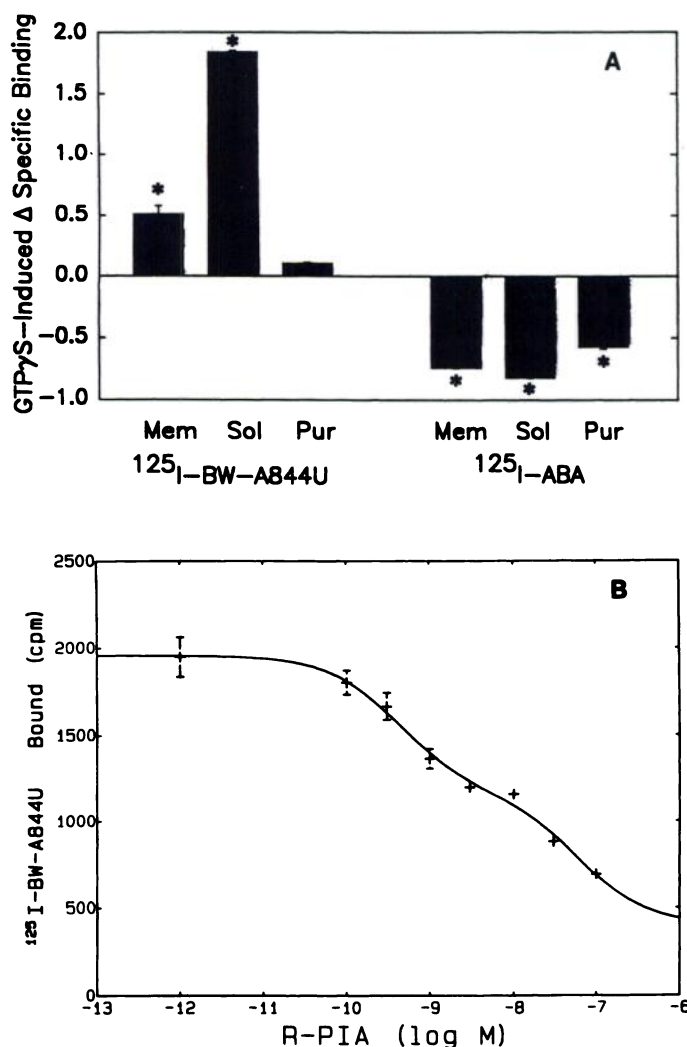 GTPγS-Induced Δ Specific Binding
2.0
1.5
1.0
0.5
0.0
-0.5
-1.0
A
*
*
*
*
*
Mem Sol Pur Mem Sol Pur
125I-BW-A844U 125I-ABA
B
125I-BW-A844U Bound (cpm)
2500
2000
1500
1000
500
0
-13 -12 -11 -10 -9 -8 -7 -6
R-PIA (log M)